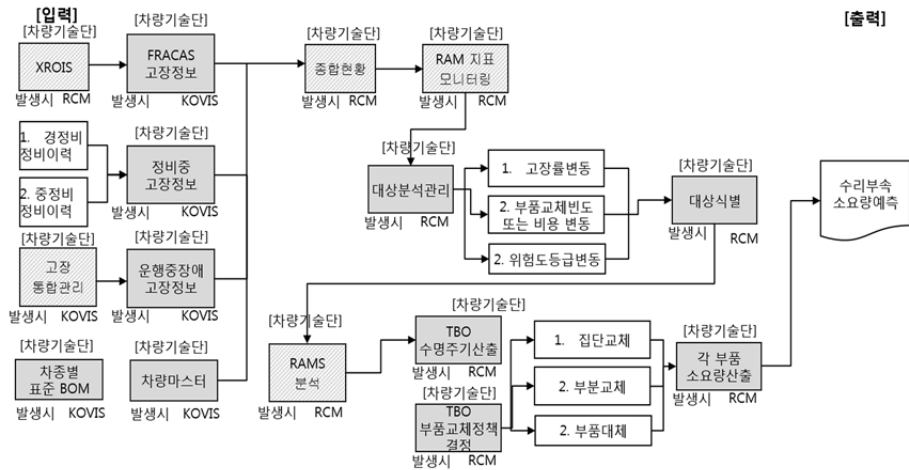 [입력]
[출력]
[차량기술단]
XROIS
발생시 RCM
[차량기술단]
FRACAS
고장정보
발생시 KOVIS
[차량기술단]
종합현황
발생시 RCM
[차량기술단]
RAM 지표
모니터링
발생시 RCM
1. 경정비
정비이력
2. 중정비
정비이력
[차량기술단]
정비중
고장정보
발생시 KOVIS
[차량기술단]
대상분석관리
발생시 RCM
1. 고장률변동
2. 부품교체빈도
또는 비용 변동
2. 위험도등급변동
[차량기술단]
대상식별
발생시 RCM
수리부속
소요량예측
[차량기술단]
고장
통합관리
발생시 KOVIS
[차량기술단]
운행중장애
고장정보
발생시 KOVIS
차종별
표준 BOM
발생시 KOVIS
[차량기술단]
차량마스터
발생시 KOVIS
[차량기술단]
RAMS
분석
발생시 RCM
[차량기술단]
TBO
수명주기산출
발생시 RCM
[차량기술단]
TBO
부품교체정책
결정
발생시 RCM
1. 집단교체
2. 부분교체
2. 부품대체
[차량기술단]
각 부품
소요량산출
발생시 RCM